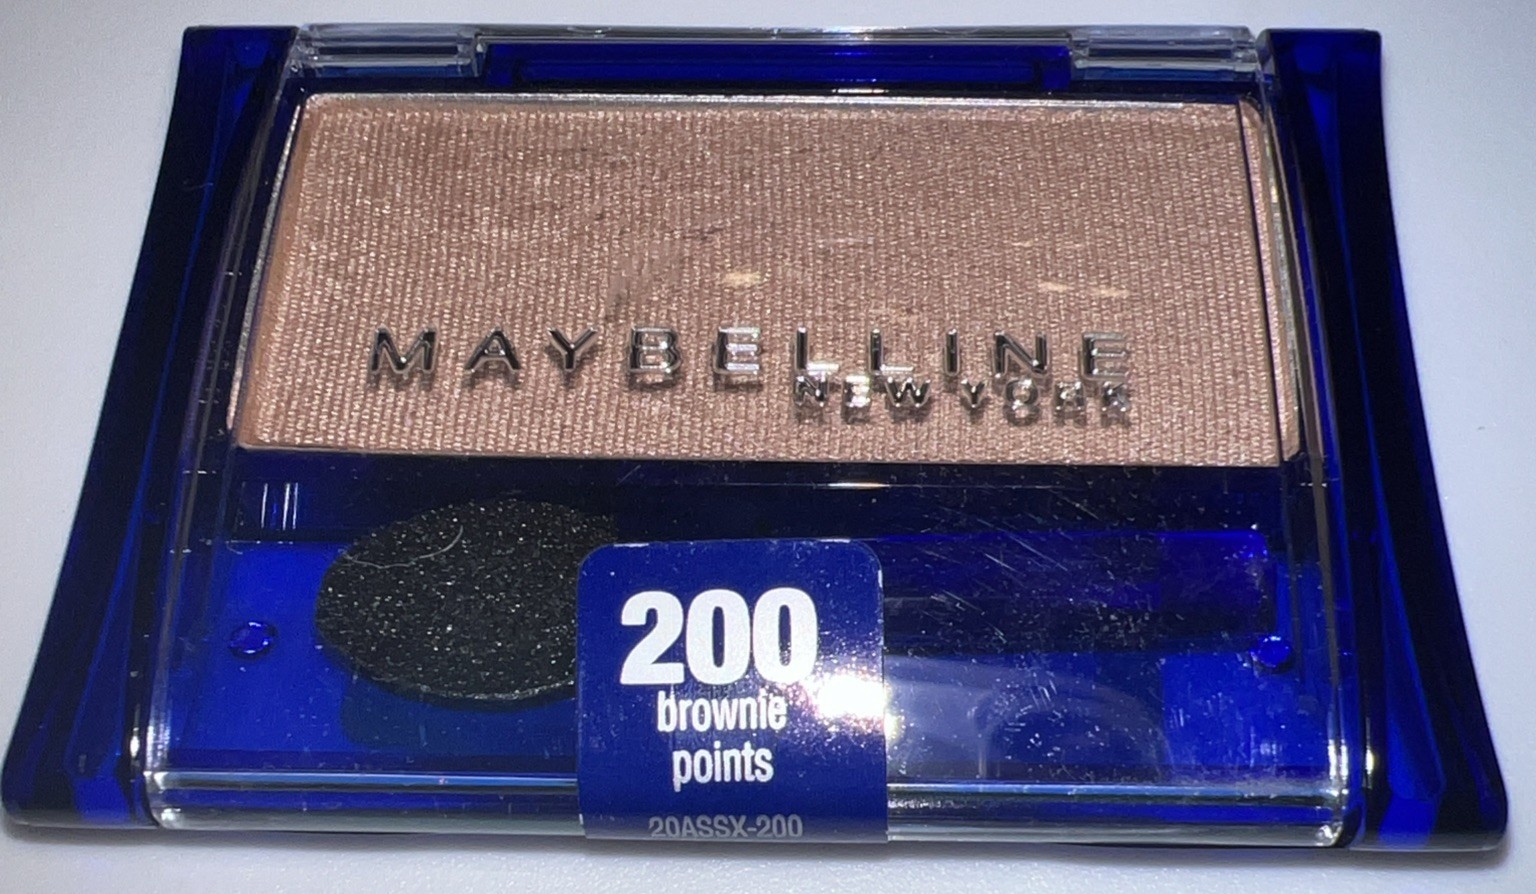 MAYBELLINE
NEW YORK
200
brownie
points
20ASSX-200